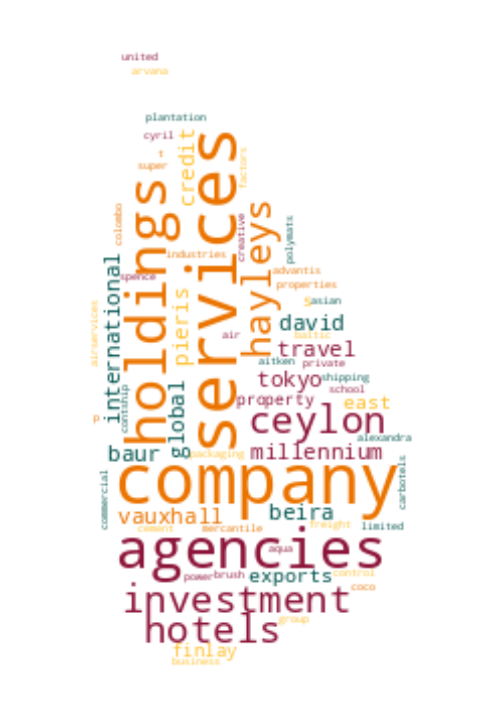 united
arvana
plantation
cyril
t
super
credit
services
factors
holdings
hayleys
colombo
creative
polymats
industries
international
spence
advantis
properties
s
asian
pieris
airservices
david
air
baltic
travel
aitken
private
tokyo
shipping
school
global
contship
property
east
p
ceylon
alexandra
baur
packaging
millennium
company
carbotels
commercial
vauxhall
beira
cement
mercantile
freight
limited
agencies
aqua
power
brush
exports
control
coco
investment
hotels
group
finlay
business